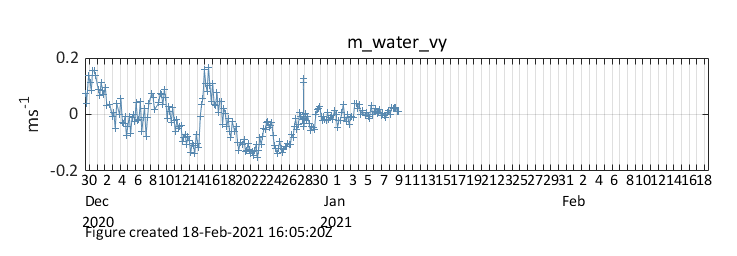 m_water_vy
0.2
0
-0.2
ms-1
30 2 4 6 8 10 12 14 16 18 20 22 24 26 28 30 1 3 5 7 9 11 13 15 17 19 21 23 25 27 29 31 2 4 6 8 10 12 14 16 18
Dec Jan Feb
2020 2021
Figure created 18-Feb-2021 16:05:20Z